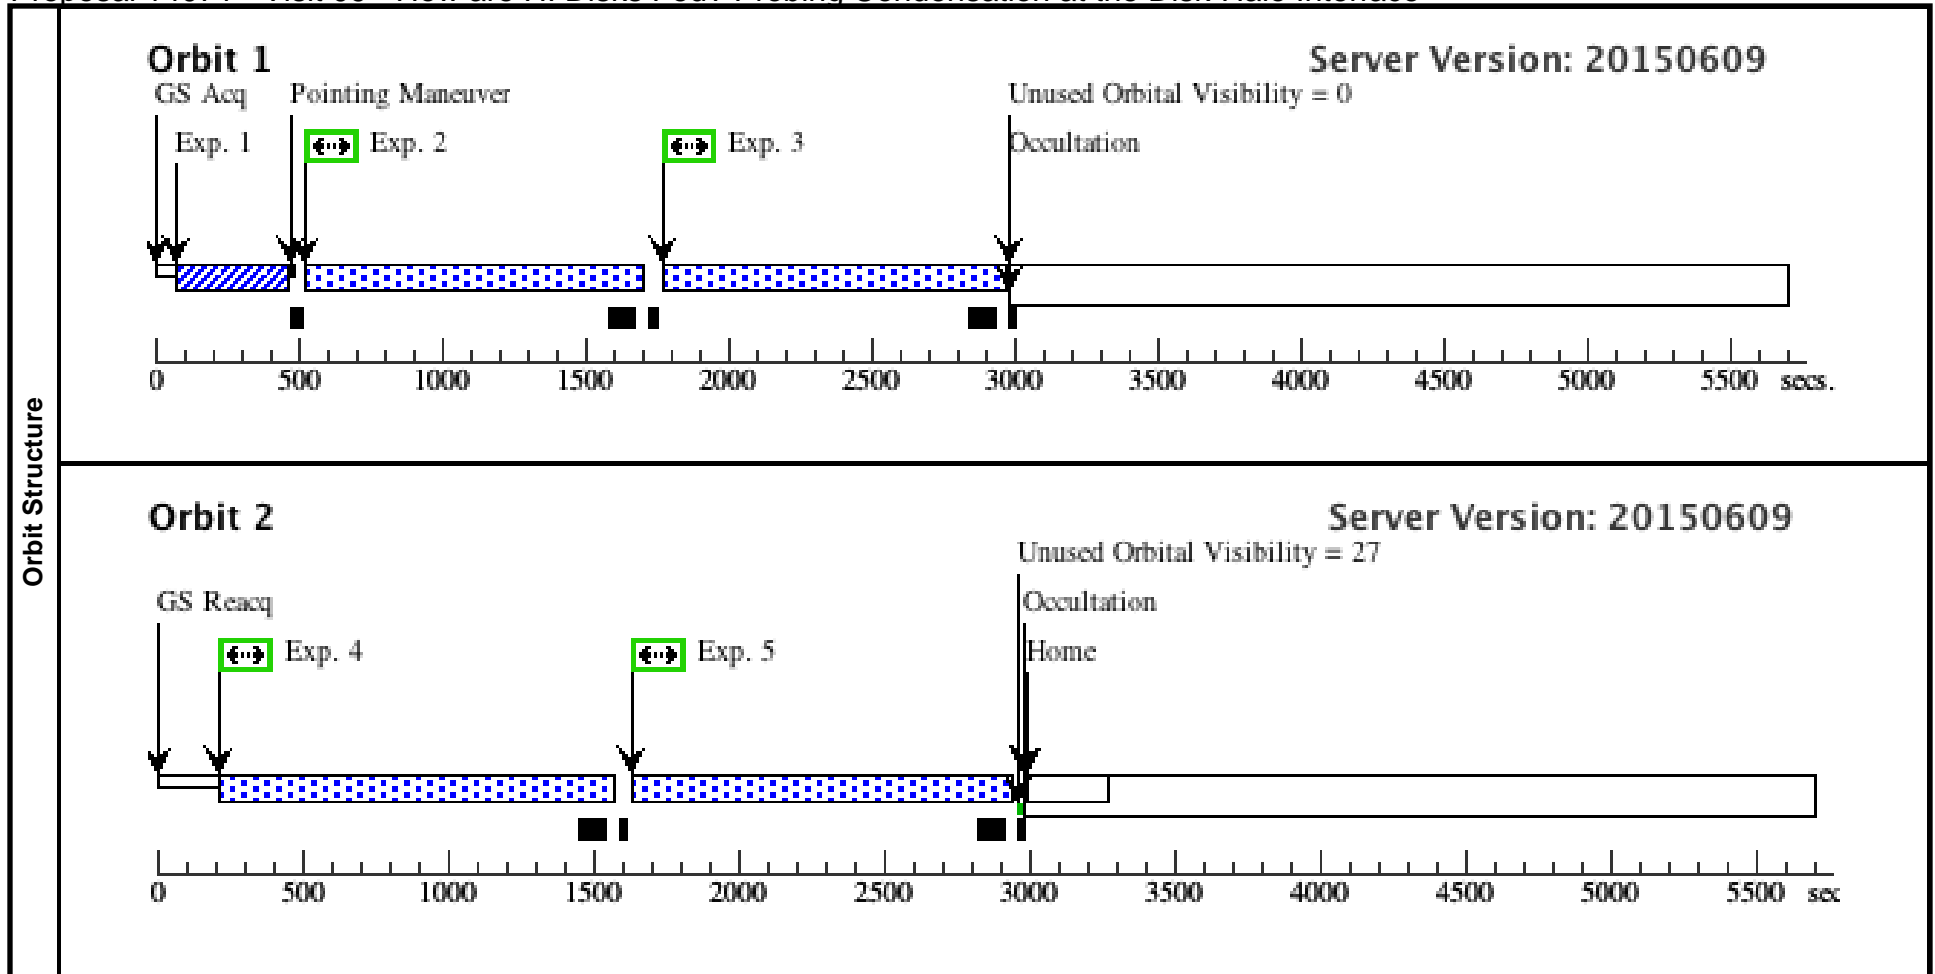 Orbit Structure
Orbit 1
Server Version: 20150609
GS Acq Pointing Maneuver Unused Orbital Visibility = 0
Exp. 1 Exp. 2 Exp. 3 Occultation
0 500 1000 1500 2000 2500 3000 3500 4000 4500 5000 5500 secs.
Orbit 2
Server Version: 20150609
Unused Orbital Visibility = 27
GS Reacq Occultation
Exp. 4 Exp. 5 Home
0 500 1000 1500 2000 2500 3000 3500 4000 4500 5000 5500 sec